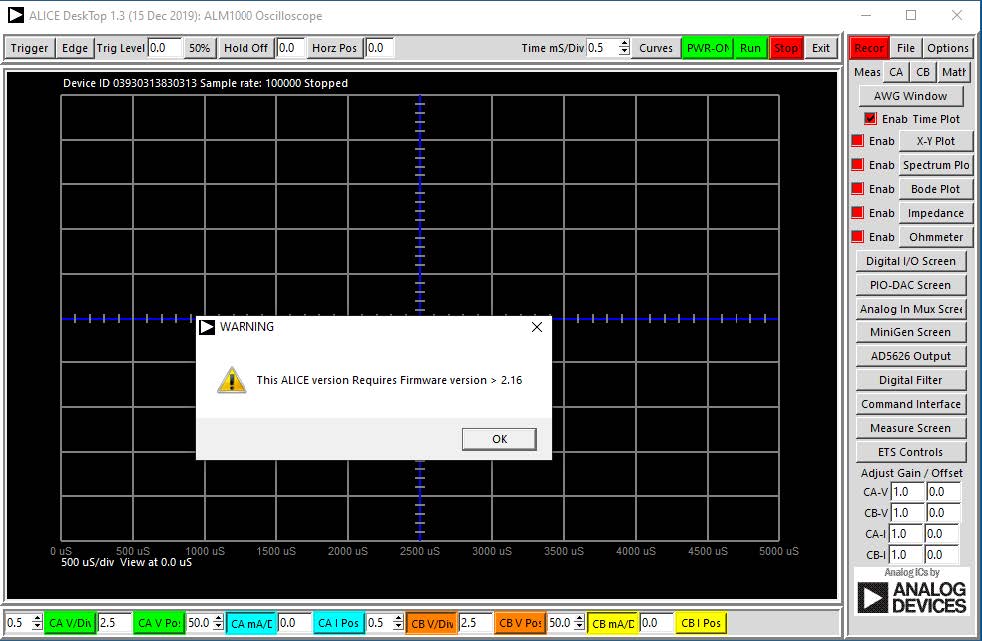 ALICE DeskTop 1.3 (15 Dec 2019): ALM1000 Oscilloscope
Trigger Edge Trig Level 0.0 50% Hold Off 0.0 Horz Pos 0.0 Time mS/Div 0.5 Curves PWR-ON Run Stop Exit
Recor File Options
Meas CA CB Math
AWG Window
Enab Time Plot
Enab X-Y Plot
Enab Spectrum Plo
Enab Bode Plot
Enab Impedance
Enab Ohmmeter
Digital I/O Screen
PIO-DAC Screen
Analog In Mux Scree
MiniGen Screen
AD5626 Output
Digital Filter
Command Interface
Measure Screen
ETS Controls
Adjust Gain / Offset
CA-V 1.0 0.0
CB-V 1.0 0.0
CA-I 1.0 0.0
CB-I 1.0 0.0
Analog ICs by
ANALOG
DEVICES
Device ID 03930313830313 Sample rate: 100000 Stopped
WARNING
This ALICE version Requires Firmware version > 2.16
OK
0 uS 500 uS 1000 uS 1500 uS 2000 uS 2500 uS 3000 uS 3500 uS 4000 uS 4500 uS 5000 uS
500 uS/div View at 0.0 uS
0.5 CA V/Div 2.5 CA V Pos 50.0 CA mA/D 0.0 CA I Pos 0.5 CB V/Div 2.5 CB V Pos 50.0 CB mA/D 0.0 CB I Pos